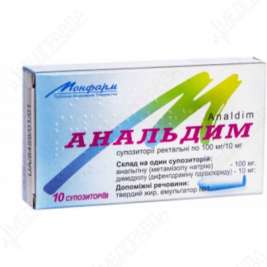 Монфарм
Analdim
АНАЛЬДИМ
супозиторії ректальні по 100 мг/10 мг
Склад на один супозиторій:
анальгіну (метамізолу натрію) - 100 мг,
димедролу (дифенгідраміну гідрохлориду) - 10 мг;
Допоміжні речовини:
твердий жир, емульгатор №1
10 супозиторіїв